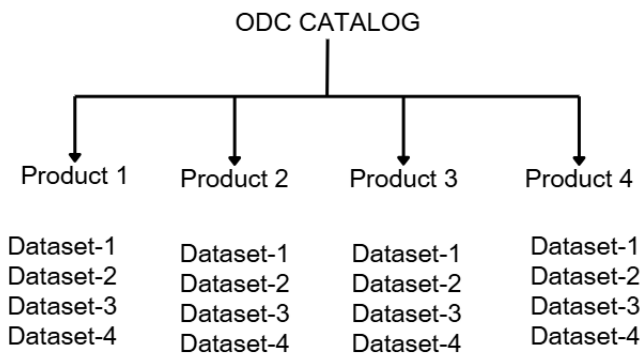 ODC CATALOG
Product 1
Product 2
Product 3
Product 4
Dataset-1
Dataset-2
Dataset-3
Dataset-4
Dataset-1
Dataset-2
Dataset-3
Dataset-4
Dataset-1
Dataset-2
Dataset-3
Dataset-4
Dataset-1
Dataset-2
Dataset-3
Dataset-4